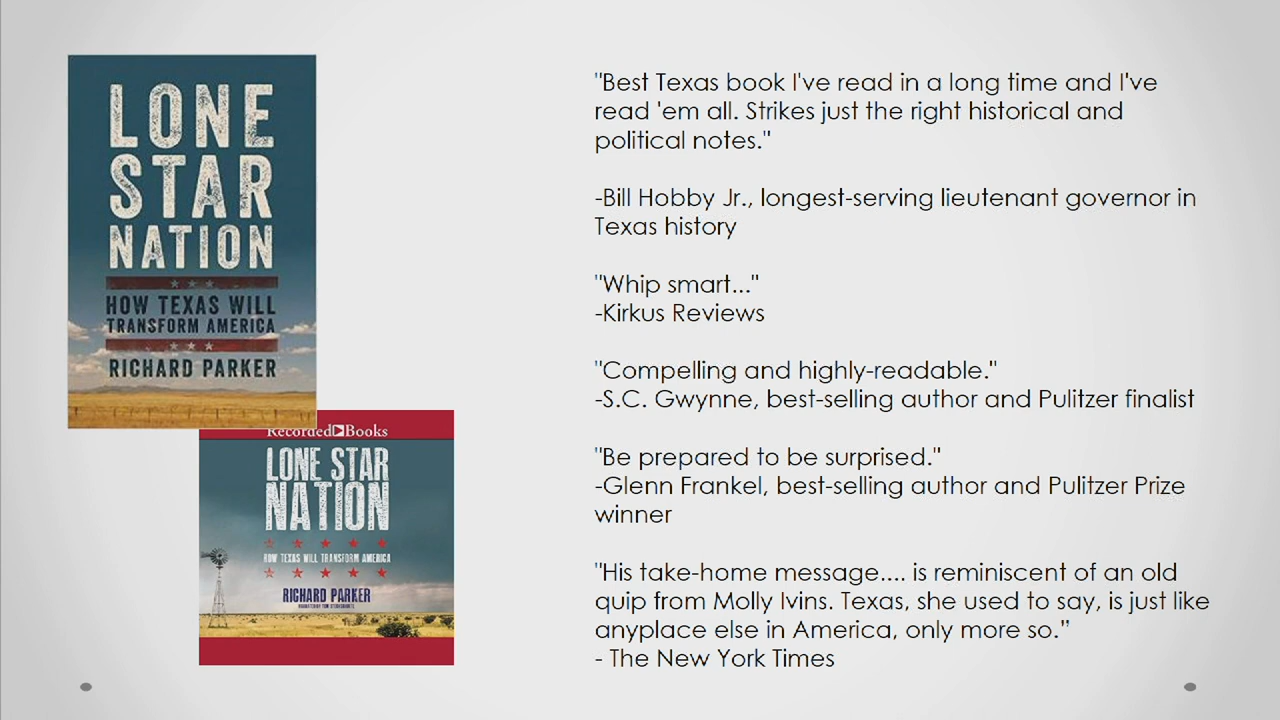 LONE
STAR
NATION
HOW TEXAS WILL
TRANSFORM AMERICA
RICHARD PARKER
Recorded Books
LONE STAR
NATION
HOW TEXAS WILL TRANSFORM AMERICA
RICHARD PARKER
NARRATED BY
"Best Texas book I've read in a long time and I've
read 'em all. Strikes just the right historical and
political notes."
-Bill Hobby Jr., longest-serving lieutenant governor in
Texas history
"Whip smart..."
-Kirkus Reviews
"Compelling and highly-readable."
-S.C. Gwynne, best-selling author and Pulitzer finalist
"Be prepared to be surprised."
-Glenn Frankel, best-selling author and Pulitzer Prize
winner
"His take-home message.... is reminiscent of an old
quip from Molly Ivins. Texas, she used to say, is just like
anyplace else in America, only more so.”
- The New York Times